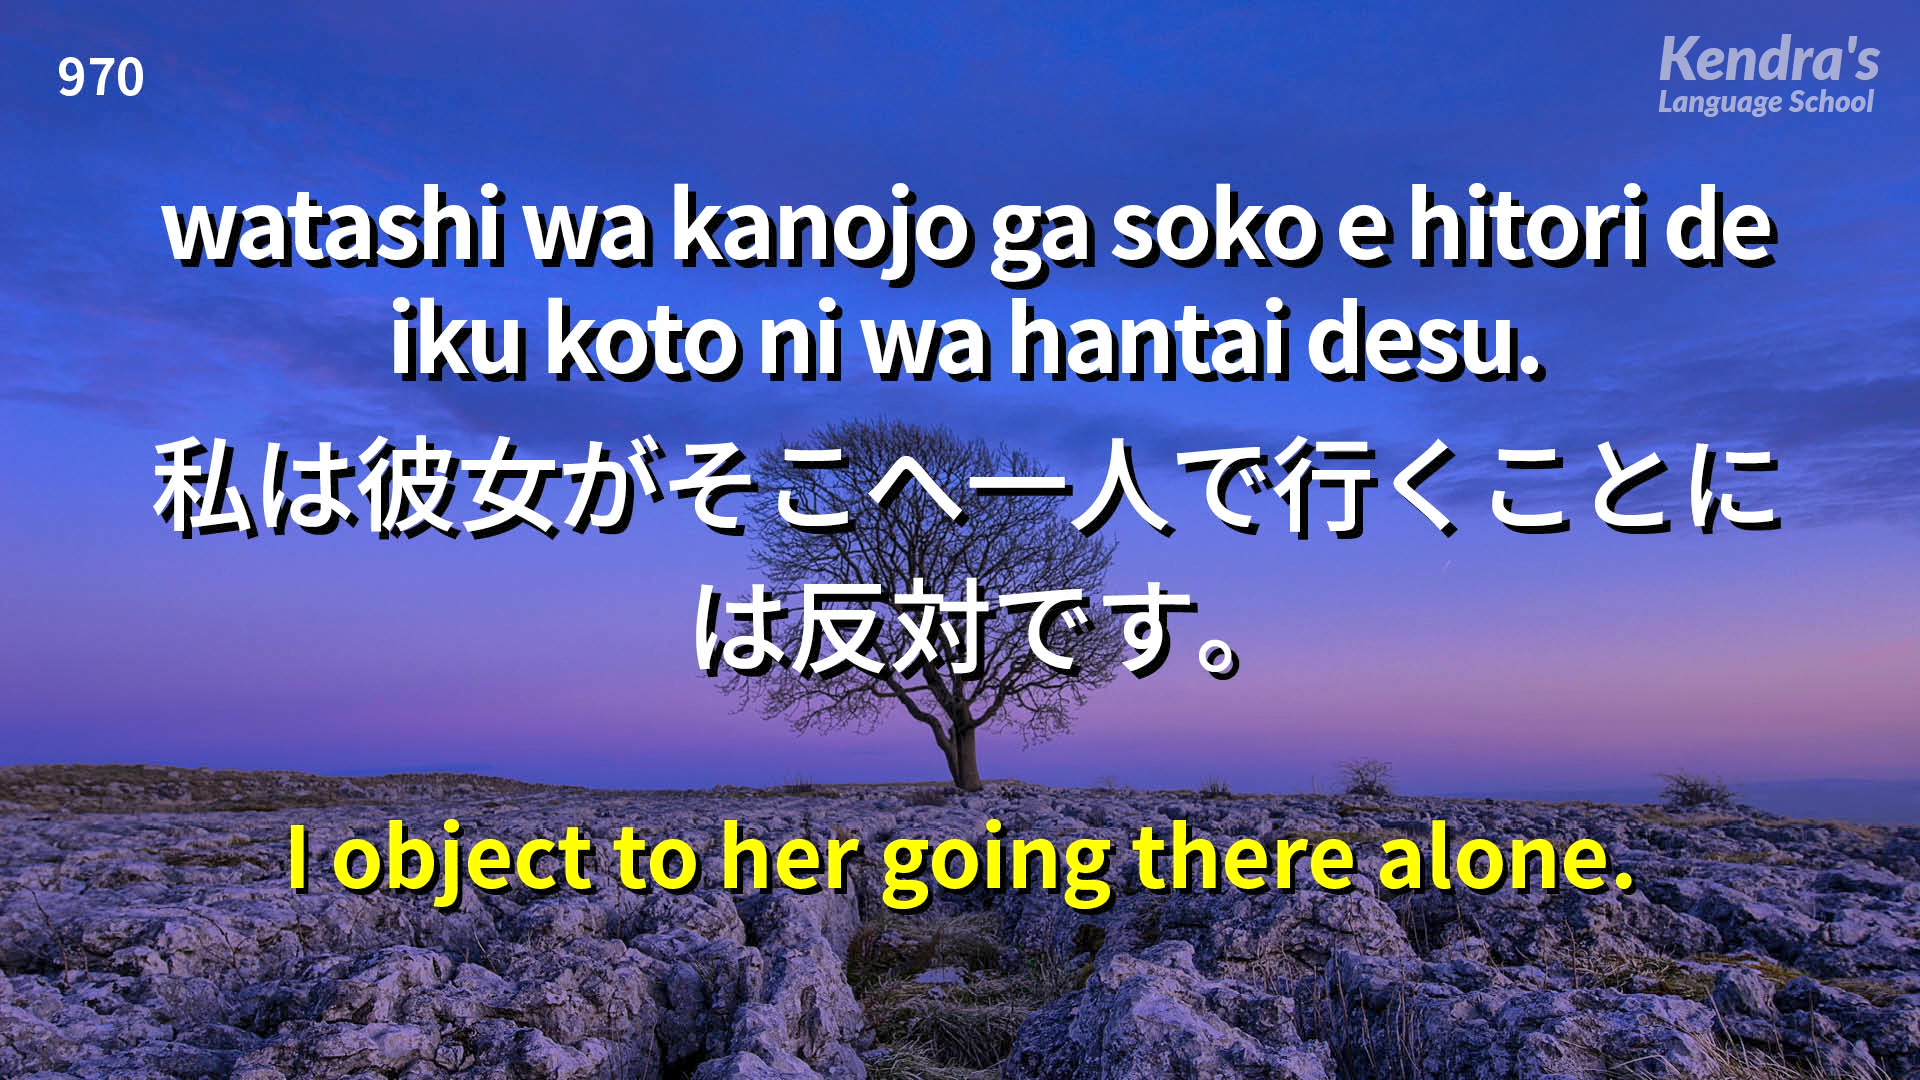 970
Kendra's
Language School
watashi wa kanojo ga soko e hitori de
iku koto ni wa hantai desu.
私は彼女がそこへ一人で行くことに
は反対です。
I object to her going there alone.